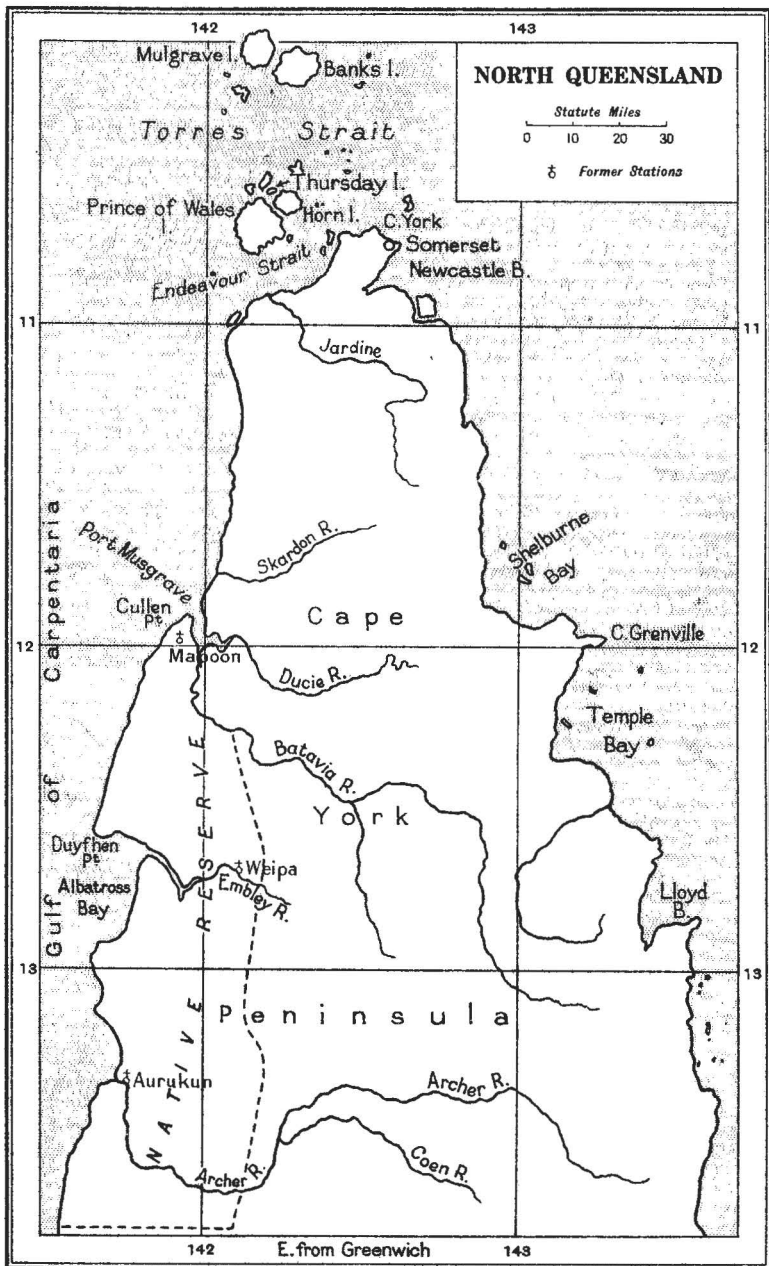 142
143
Mulgrave I.
Banks I.
NORTH QUEENSLAND
Statute Miles
0 10 20 30
Former Stations
Torres Strait
Thursday I.
Prince of Wales
I.
Horn I.
C. York
Somerset
Newcastle B.
Endeavour Strait
11
11
Jardine
Skardon R.
Shelburne
Bay
Port Musgrave
Cullen
Pt.
Cape
C. Grenville
12
12
Mapoon
Ducie R.
Temple
Bay
Batavia R.
York
Gulf of Carpentaria
NATIVE RESERVE
Duyfhen
Pt.
Weipa
Embley R.
Albatross
Bay
Lloyd
B.
13
13
Peninsula
Aurukun
Archer R.
Archer R.
Coen R.
142
E. from Greenwich
143